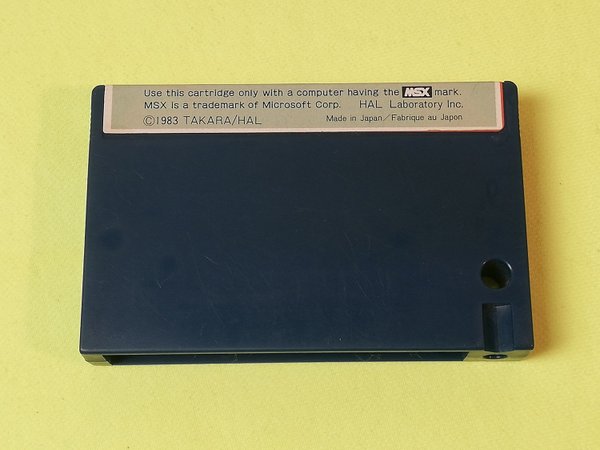 Use this cartridge only with a computer having the MSX mark.
MSX is a trademark of Microsoft Corp. HAL Laboratory Inc.
©1983 TAKARA/HAL Made in Japan/Fabrique au Japon